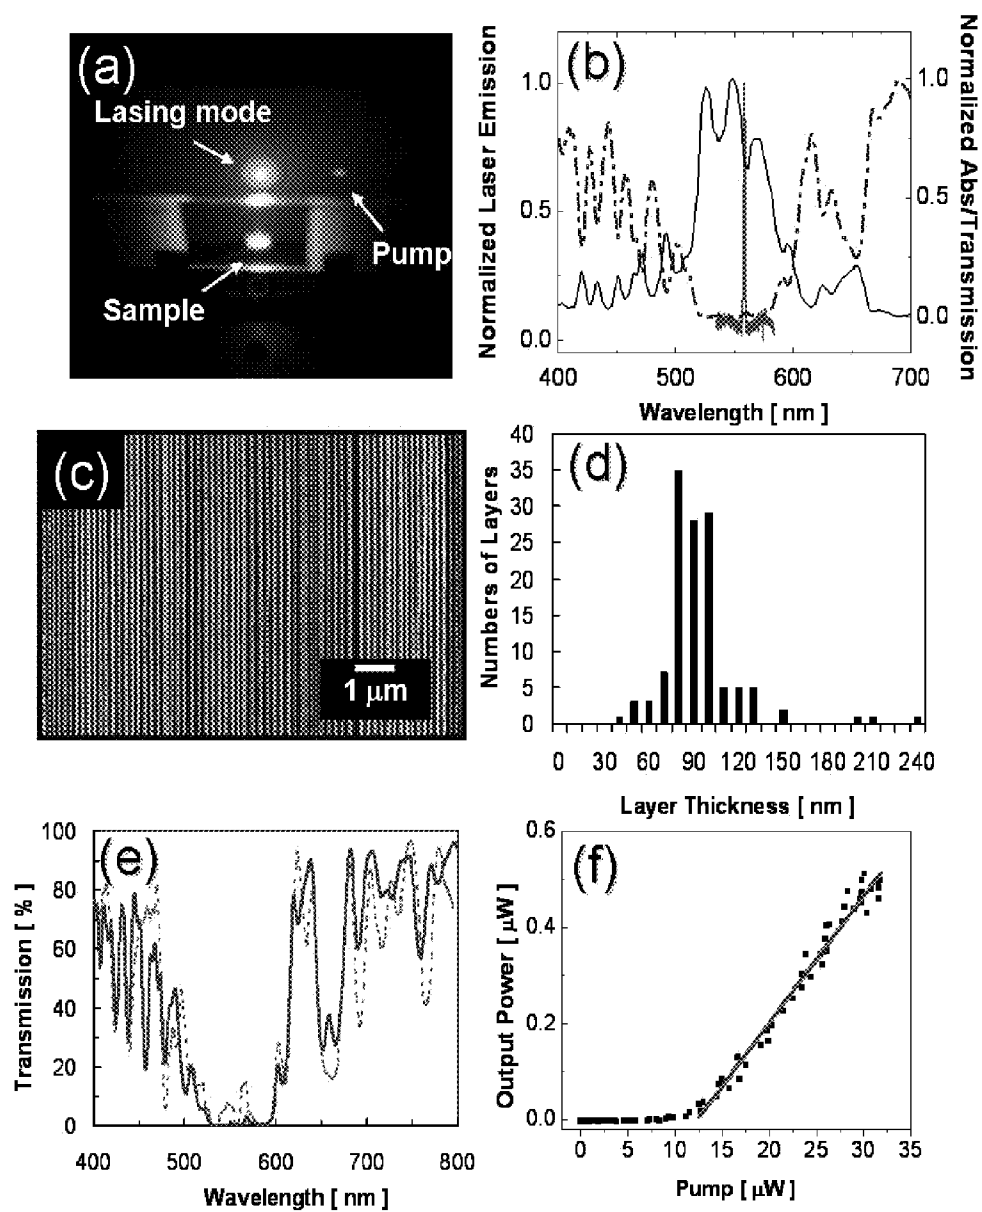 (a)
Lasing mode
Pump
Sample
(b)
Normalized Laser Emission
1.0
0.5
0.0
Normalized Abs/Transmission
1.0
0.5
0.0
400 500 600 700
Wavelength [ nm ]
(c)
1 μm
(d)
Numbers of Layers
40
35
30
25
20
15
10
5
0
0 30 60 90 120 150 180 210 240
Layer Thickness [ nm ]
(e)
Transmission [ % ]
100
80
60
40
20
0
400 500 600 700 800
Wavelength [ nm ]
(f)
Output Power [ μW ]
0.6
0.4
0.2
0.0
0 5 10 15 20 25 30 35
Pump [ μW ]